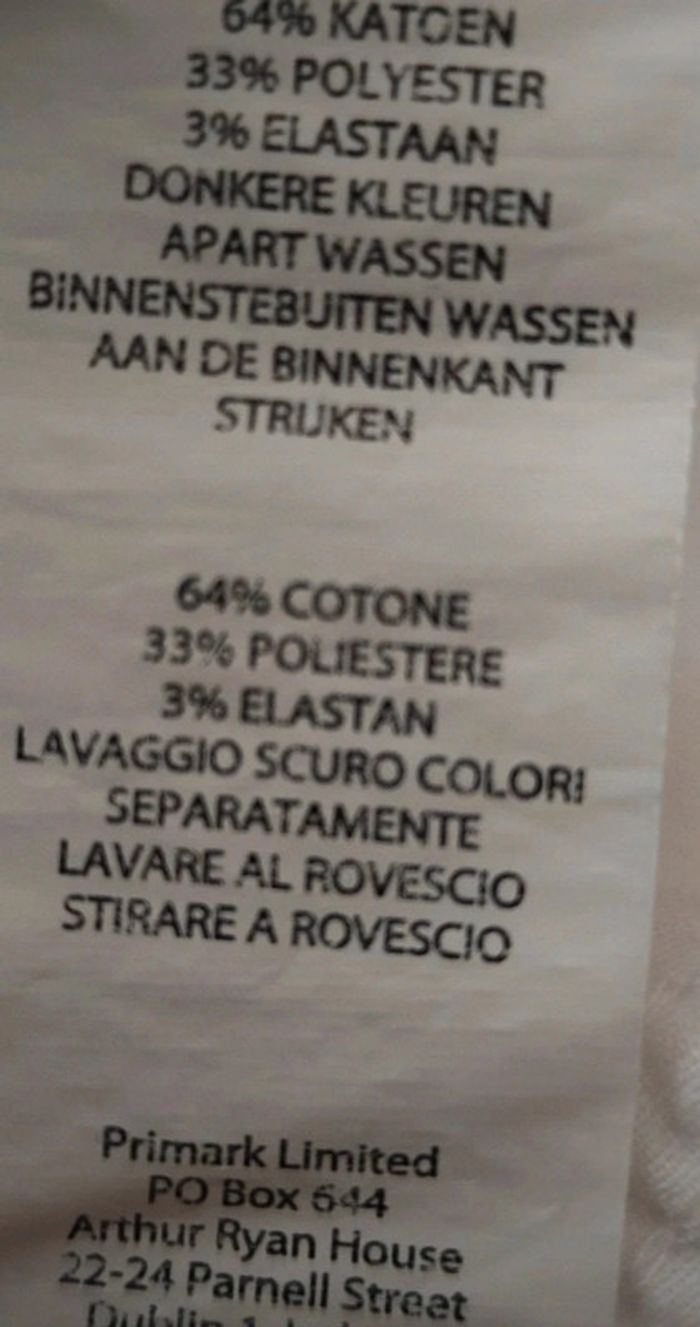 64% KATOEN
33% POLYESTER
3% ELASTAAN
DONKERE KLEUREN
APART WASSEN
BINNENSTEBUITEN WASSEN
AAN DE BINNENKANT
STRIJKEN
64% COTONE
33% POLIESTERE
3% ELASTAN
LAVAGGIO SCURO COLORI
SEPARATAMENTE
LAVARE AL ROVESCIO
STIRARE A ROVESCIO
Primark Limited
PO Box 644
Arthur Ryan House
22-24 Parnell Street
Dublin 1